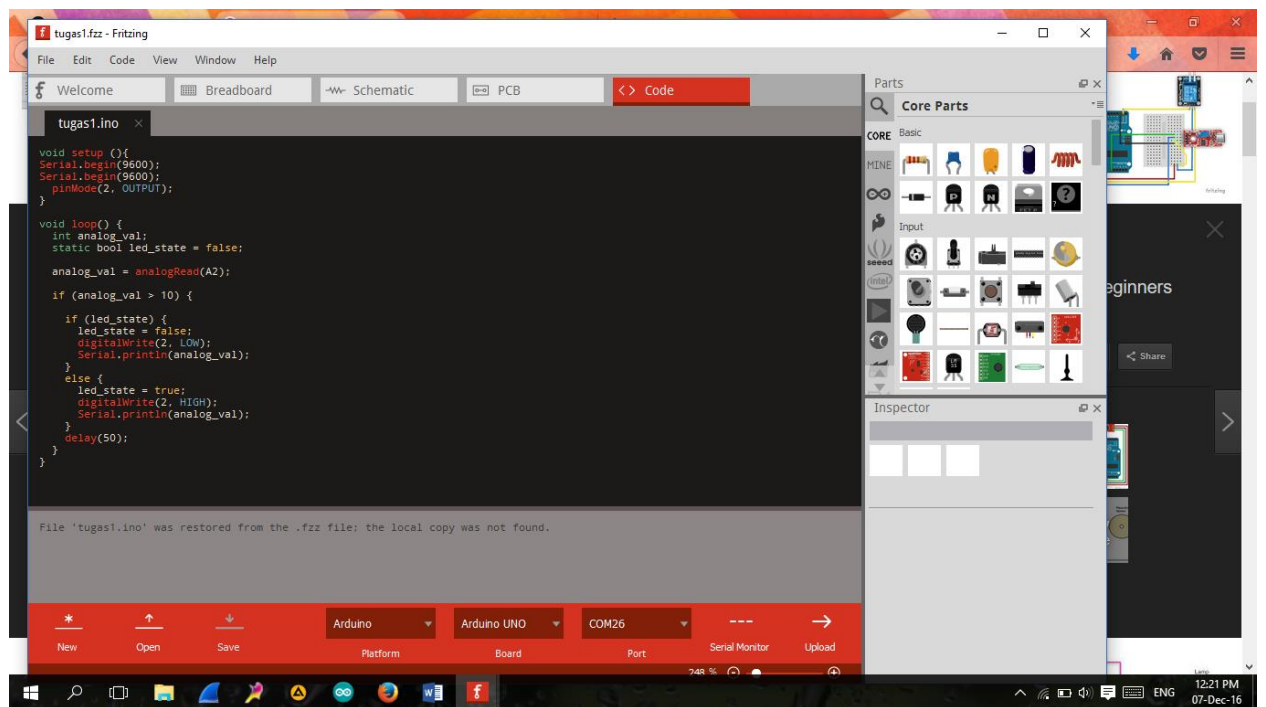 tugas1.fzz - Fritzing
File Edit Code View Window Help
Welcome Breadboard Schematic PCB <> Code
tugas1.ino ×
void setup (){
Serial.begin(9600);
Serial.begin(9600);
  pinMode(2, OUTPUT);
}
void loop() {
  int analog_val;
  static bool led_state = false;
  analog_val = analogRead(A2);
  if (analog_val > 10) {
    if (led_state) {
      led_state = false;
      digitalWrite(2, LOW);
      Serial.println(analog_val);
    }
    else {
      led_state = true;
      digitalWrite(2, HIGH);
      Serial.println(analog_val);
    }
    delay(50);
  }
}
File 'tugas1.ino' was restored from the .fzz file; the local copy was not found.
New Open Save
Arduino Arduino UNO COM26
Platform Board Port Serial Monitor Upload
248 %
Parts
Core Parts
CORE Basic
MINE
Input
seeed
intel
Inspector
fritzing
eginners
Share
Lamp
ENG
12:21 PM
07-Dec-16